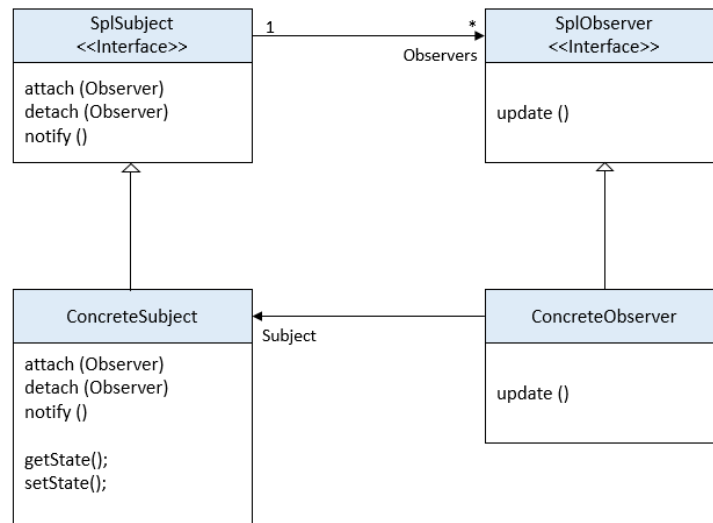 SplSubject
<<Interface>>
attach (Observer)
detach (Observer)
notify ()
1
*
Observers
SplObserver
<<Interface>>
update ()
ConcreteSubject
attach (Observer)
detach (Observer)
notify ()
getState();
setState();
Subject
ConcreteObserver
update ()